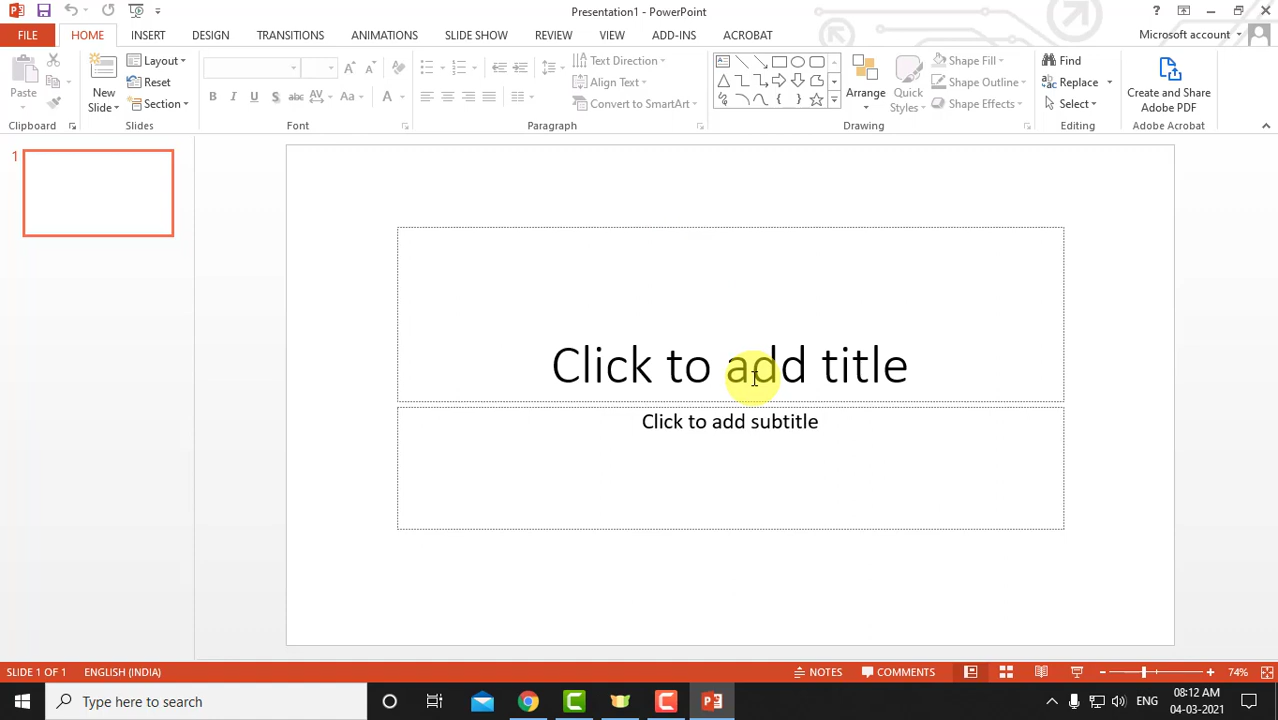 Presentation1 - PowerPoint
?
FILE HOME INSERT DESIGN TRANSITIONS ANIMATIONS SLIDE SHOW REVIEW VIEW ADD-INS ACROBAT Microsoft account
Paste
New
Slide
Layout
Reset
Section
B I U S abc AV Aa A
A A
Text Direction
Align Text
Convert to SmartArt
Arrange
Quick
Styles
Shape Fill
Shape Outline
Shape Effects
Find
Replace
Select
Create and Share
Adobe PDF
Clipboard Slides Font Paragraph Drawing Editing Adobe Acrobat
1
Click to add title
Click to add subtitle
SLIDE 1 OF 1 ENGLISH (INDIA) NOTES COMMENTS 74%
Type here to search ENG 08:12 AM
04-03-2021